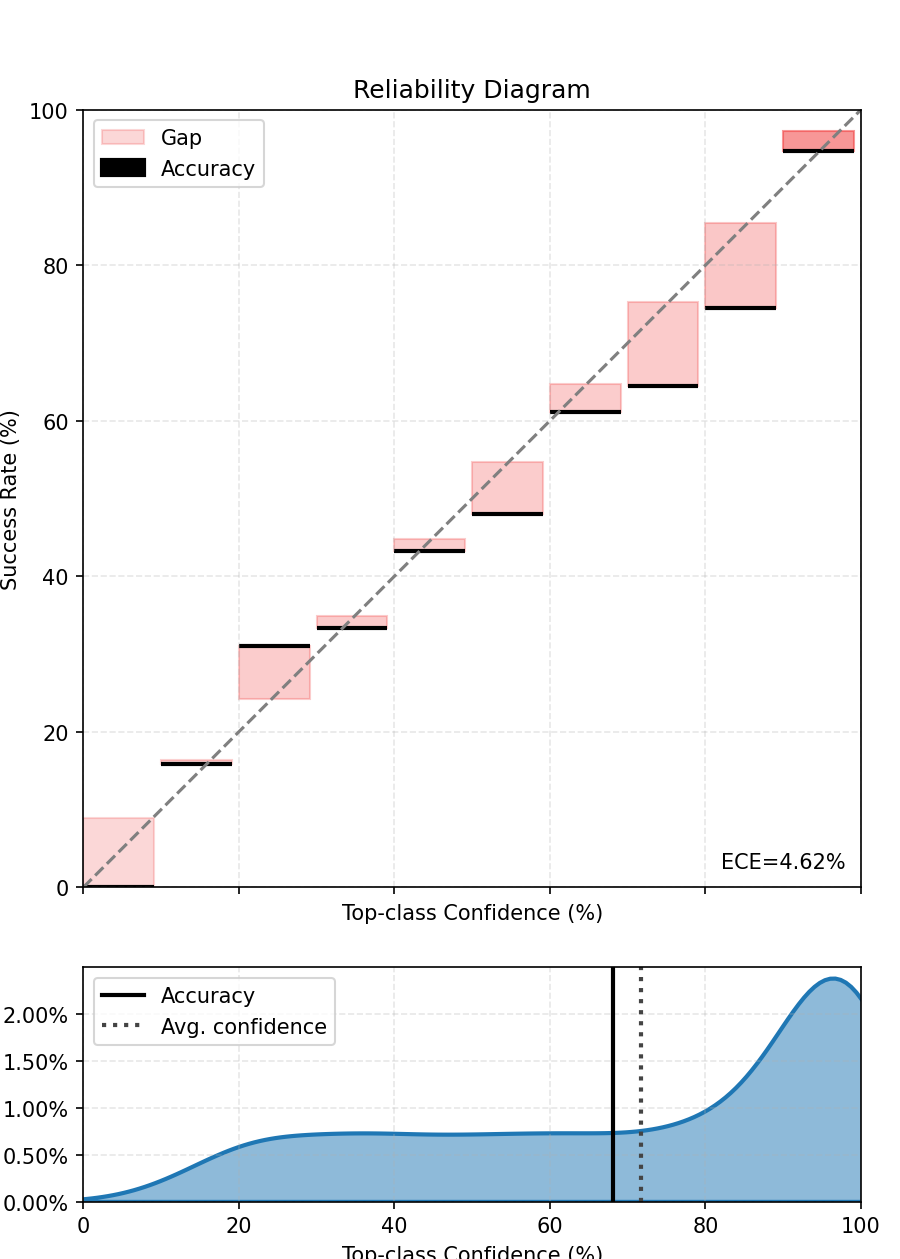 Reliability Diagram
100
80
60
40
20
0
Success Rate (%)
Gap
Accuracy
ECE=4.62%
Top-class Confidence (%)
2.00%
1.50%
1.00%
0.50%
0.00%
Accuracy
Avg. confidence
0 20 40 60 80 100
Top-class Confidence (%)